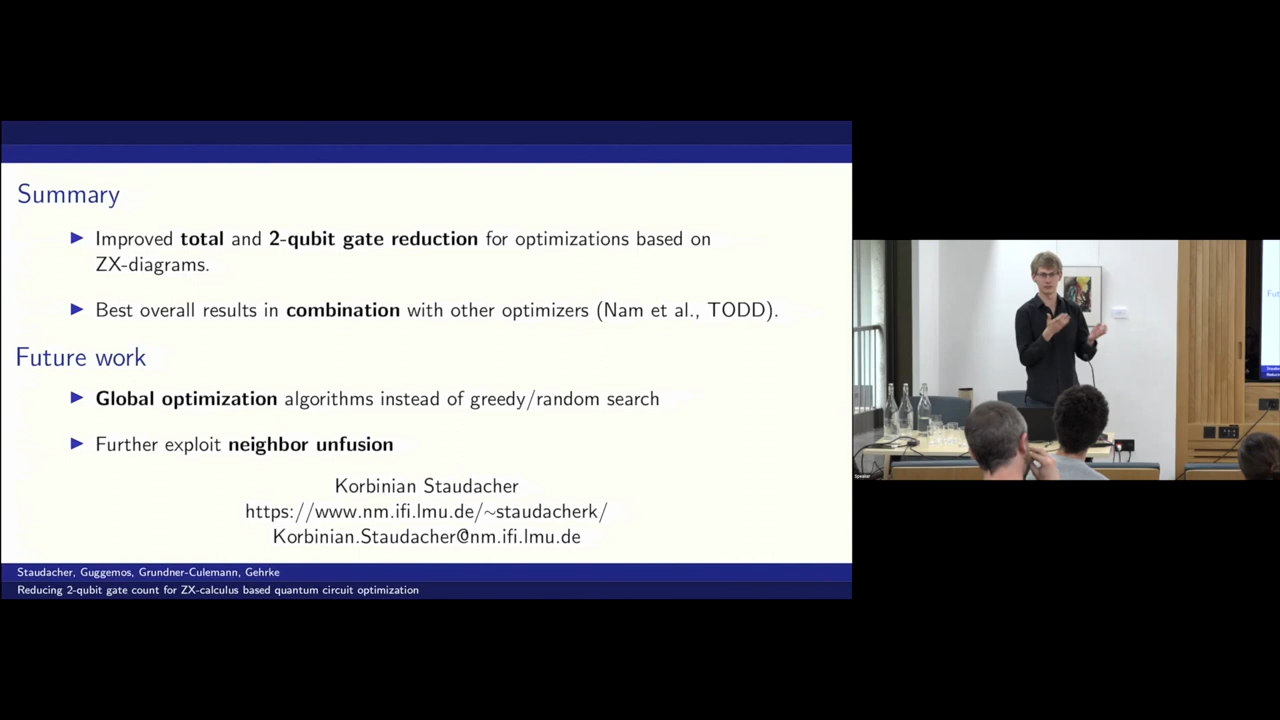 Summary
▶ Improved total and 2-qubit gate reduction for optimizations based on
ZX-diagrams.
▶ Best overall results in combination with other optimizers (Nam et al., TODD).
Future work
▶ Global optimization algorithms instead of greedy/random search
▶ Further exploit neighbor unfusion
Korbinian Staudacher
https://www.nm.ifi.lmu.de/~staudacherk/
Korbinian.Staudacher@nm.ifi.lmu.de
Staudacher, Guggemos, Grundner-Culemann, Gehrke
Reducing 2-qubit gate count for ZX-calculus based quantum circuit optimization
Speaker